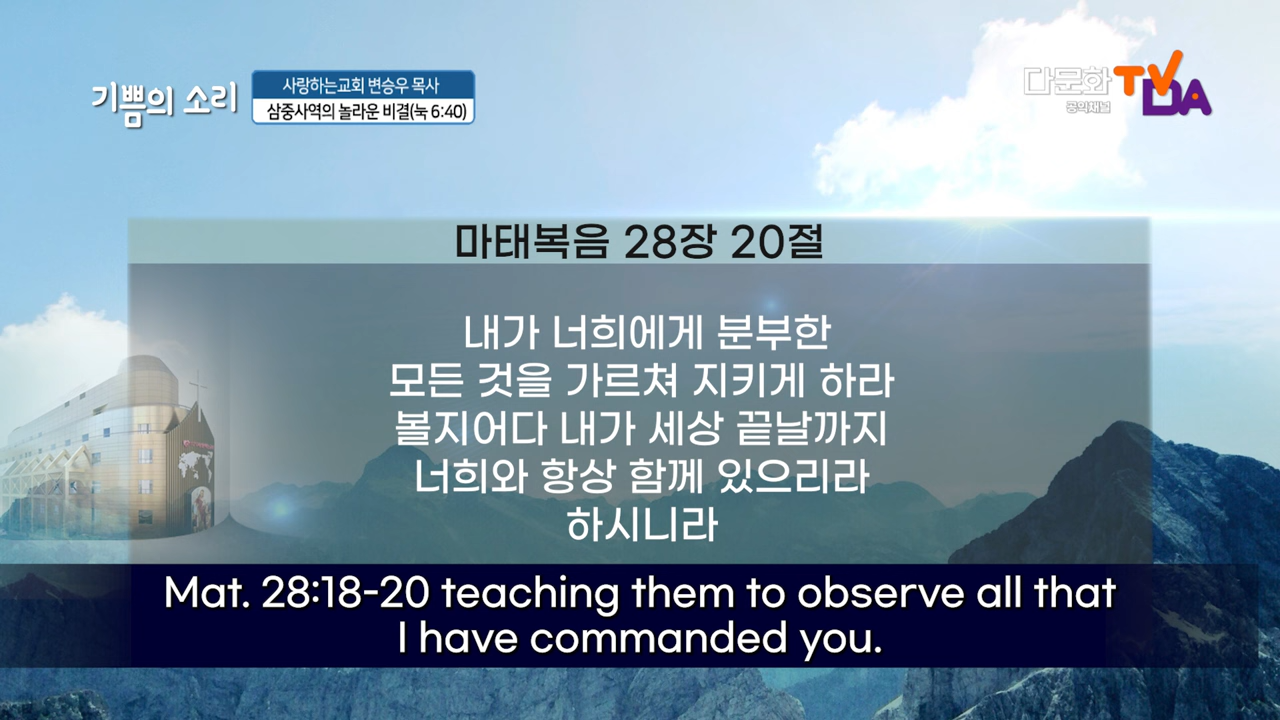 기쁨의 소리
사랑하는교회 변승우 목사
삼중사역의 놀라운 비결(눅 6:40)
다문화 TV DA
공익채널
마태복음 28장 20절
내가 너희에게 분부한
모든 것을 가르쳐 지키게 하라
볼지어다 내가 세상 끝날까지
너희와 항상 함께 있으리라
하시니라
Mat. 28:18-20 teaching them to observe all that
I have commanded you.